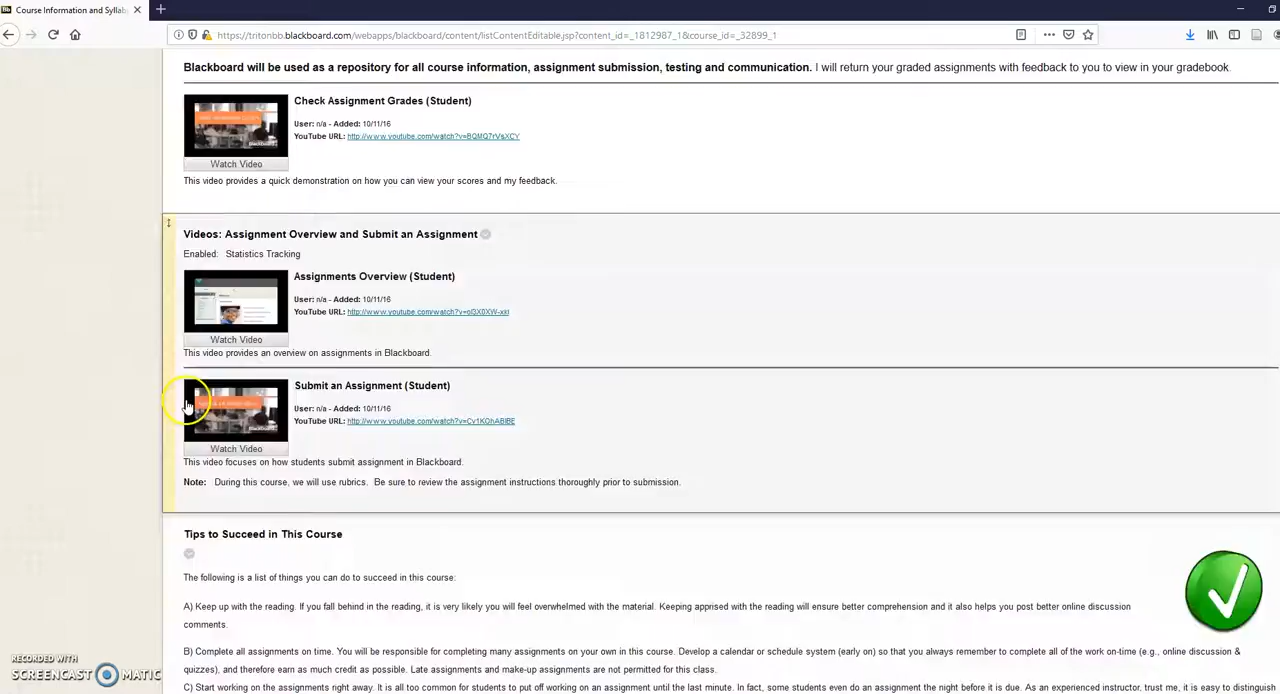 Course Information and Syllab
https://tritonbb.blackboard.com/webapps/blackboard/content/listContentEditable.jsp?content_id=_1812987_1&course_id=_32899_1
Blackboard will be used as a repository for all course information, assignment submission, testing and communication. I will return your graded assignments with feedback to you to view in your gradebook.
Check Assignment Grades (Student)
User: n/a - Added: 10/11/16
YouTube URL: http://www.youtube.com/watch?v=BQMQ7rVsXCY
Watch Video
This video provides a quick demonstration on how you can view your scores and my feedback.
Videos: Assignment Overview and Submit an Assignment
Enabled: Statistics Tracking
Assignments Overview (Student)
User: n/a - Added: 10/11/16
YouTube URL:
Watch Video
This video provides an overview on assignments in Blackboard.
Submit an Assignment (Student)
User: n/a - Added: 10/11/16
YouTube URL:
Watch Video
This video focuses on how students submit assignment in Blackboard.
Note: During this course, we will use rubrics. Be sure to review the assignment instructions thoroughly prior to submission.
Tips to Succeed in This Course
The following is a list of things you can do to succeed in this course:
A) Keep up with the reading. If you fall behind in the reading, it is very likely you will feel overwhelmed with the material. Keeping apprised with the reading will ensure better comprehension and it also helps you post better online discussion
comments.
B) Complete all assignments on time. You will be responsible for completing many assignments on your own in this course. Develop a calendar or schedule system (early on) so that you always remember to complete all of the work on-time (e.g., online discussion &
quizzes), and therefore earn as much credit as possible. Late assignments and make-up assignments are not permitted for this class.
C) Start working on the assignments right away. It is all too common for students to put off working on an assignment until the last minute. In fact, some students even do an assignment the night before it is due. As an experienced instructor, trust me, it is easy to distinguish
RECORDED WITH
SCREENCAST MATIC